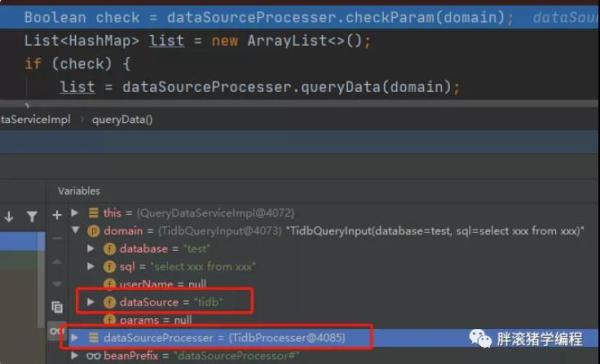 Boolean check = dataSourceProcesser.checkParam(domain); dataSour
List<HashMap> list = new ArrayList<>();
if (check) {
list = dataSourceProcesser.queryData(domain);
taServiceImpl › queryData()
Variables
this = {QueryDataServiceImpl@4072}
domain = {TidbQueryInput@4073} "TidbQueryInput(database=test, sql=select xxx from xxx)"
database = "test"
sql = "select xxx from xxx"
userName = null
dataSource = "tidb"
params = null
dataSourceProcesser = {TidbProcesser@4085}
beanPrefix = "dataSourceProcessor#"
胖滚猪学编程